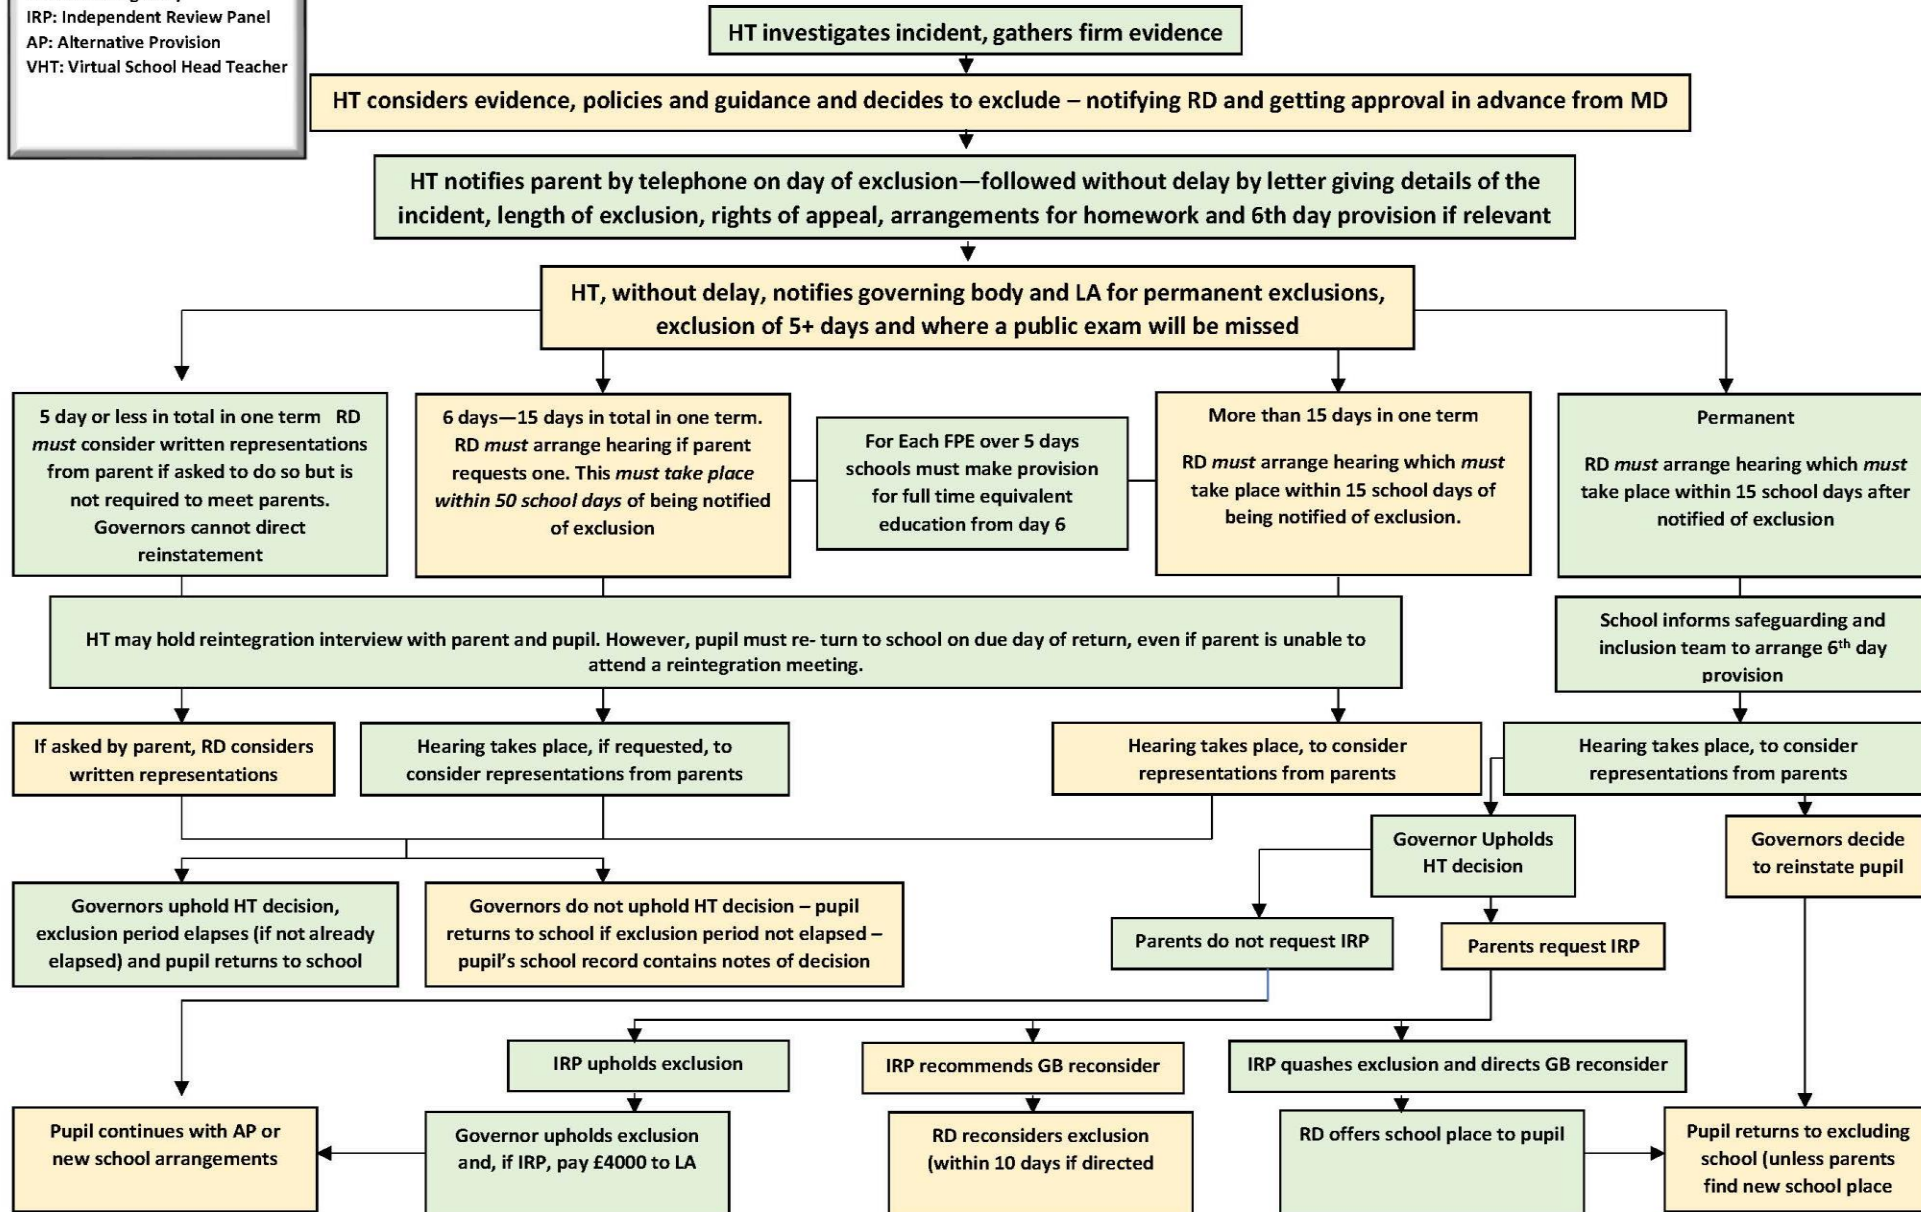 IRP: Independent Review Panel
AP: Alternative Provision
VHT: Virtual School Head Teacher
HT investigates incident, gathers firm evidence
HT considers evidence, policies and guidance and decides to exclude – notifying RD and getting approval in advance from MD
HT notifies parent by telephone on day of exclusion—followed without delay by letter giving details of the
incident, length of exclusion, rights of appeal, arrangements for homework and 6th day provision if relevant
HT, without delay, notifies governing body and LA for permanent exclusions,
exclusion of 5+ days and where a public exam will be missed
5 day or less in total in one term RD
must consider written representations
from parent if asked to do so but is
not required to meet parents.
Governors cannot direct
reinstatement
6 days—15 days in total in one term.
RD must arrange hearing if parent
requests one. This must take place
within 50 school days of being notified
of exclusion
For Each FPE over 5 days
schools must make provision
for full time equivalent
education from day 6
More than 15 days in one term
RD must arrange hearing which must
take place within 15 school days of
being notified of exclusion.
Permanent
RD must arrange hearing which must
take place within 15 school days after
notified of exclusion
HT may hold reintegration interview with parent and pupil. However, pupil must re- turn to school on due day of return, even if parent is unable to
attend a reintegration meeting.
School informs safeguarding and
inclusion team to arrange 6th day
provision
If asked by parent, RD considers
written representations
Hearing takes place, if requested, to
consider representations from parents
Hearing takes place, to consider
representations from parents
Hearing takes place, to consider
representations from parents
Governor Upholds
HT decision
Governors decide
to reinstate pupil
Governors uphold HT decision,
exclusion period elapses (if not already
elapsed) and pupil returns to school
Governors do not uphold HT decision – pupil
returns to school if exclusion period not elapsed –
pupil's school record contains notes of decision
Parents do not request IRP
Parents request IRP
IRP upholds exclusion
IRP recommends GB reconsider
IRP quashes exclusion and directs GB reconsider
Pupil continues with AP or
new school arrangements
Governor upholds exclusion
and, if IRP, pay £4000 to LA
RD reconsiders exclusion
(within 10 days if directed
RD offers school place to pupil
Pupil returns to excluding
school (unless parents
find new school place